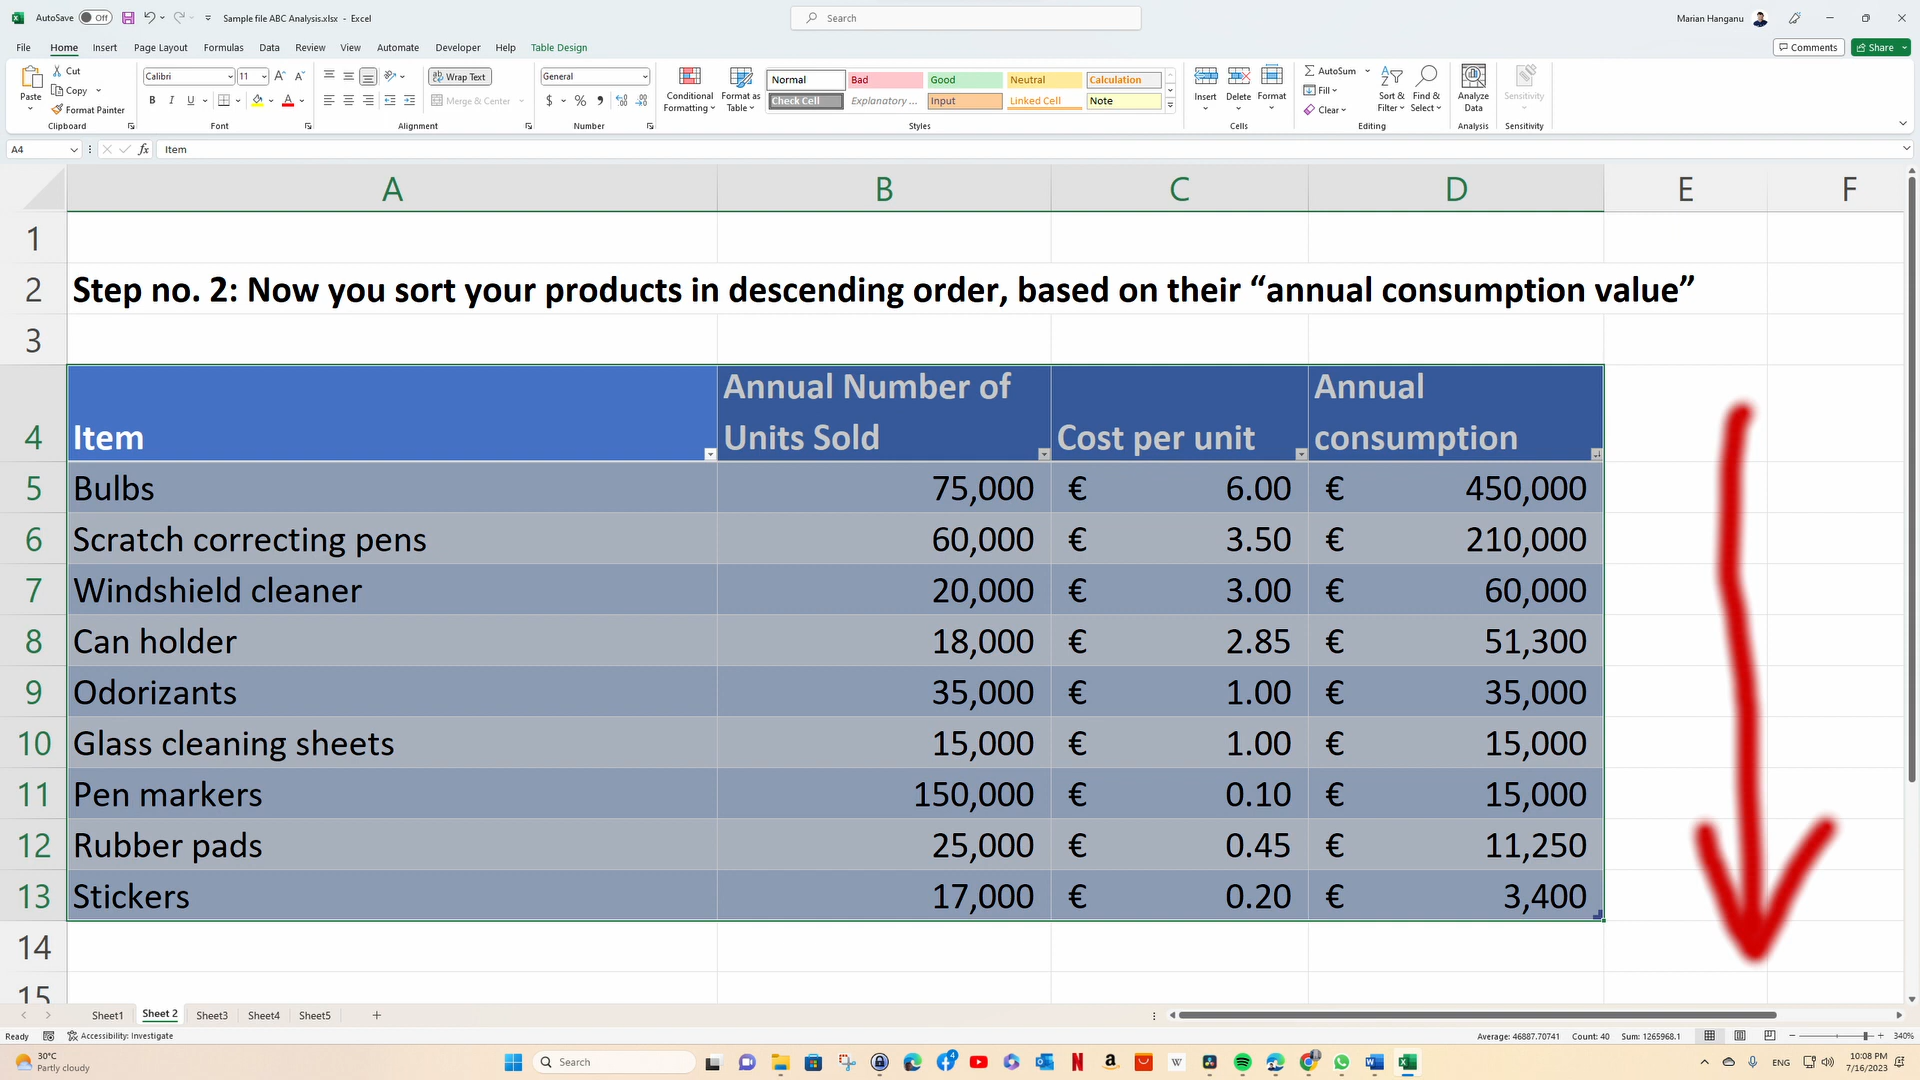 AutoSave Off Sample file ABC Analysis.xlsx - Excel Search Marian Hanganu
File Home Insert Page Layout Formulas Data Review View Automate Developer Help Table Design Comments Share
Paste Cut Copy Format Painter Clipboard
Calibri 11 B I U Font
Wrap Text Merge & Center Alignment
General $ % Number
Conditional Formatting Format as Table
Normal Bad Good Neutral Calculation
Check Cell Explanatory ... Input Linked Cell Note
Styles
Insert Delete Format Cells
AutoSum Fill Clear Sort & Filter Find & Select Editing
Analyze Data Analysis
Sensitivity Sensitivity
A4 fx Item
A B C D E F
1
2 Step no. 2: Now you sort your products in descending order, based on their “annual consumption value”
3
Annual Number of Annual
4 Item Units Sold Cost per unit consumption
5 Bulbs 75,000 € 6.00 € 450,000
6 Scratch correcting pens 60,000 € 3.50 € 210,000
7 Windshield cleaner 20,000 € 3.00 € 60,000
8 Can holder 18,000 € 2.85 € 51,300
9 Odorizants 35,000 € 1.00 € 35,000
10 Glass cleaning sheets 15,000 € 1.00 € 15,000
11 Pen markers 150,000 € 0.10 € 15,000
12 Rubber pads 25,000 € 0.45 € 11,250
13 Stickers 17,000 € 0.20 € 3,400
14
15
Sheet1 Sheet 2 Sheet3 Sheet4 Sheet5
Ready Accessibility: Investigate Average: 46887.70741 Count: 40 Sum: 1265968.1 340%
30°C Partly cloudy Search ENG 10:08 PM 7/16/2023